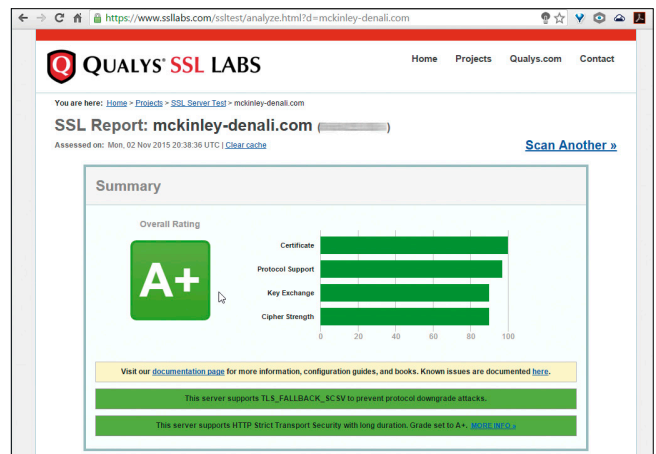 https://www.ssllabs.com/ssltest/analyze.html?d=mckinley-denali.com
QUALYS® SSL LABS
Home Projects Qualys.com Contact
You are here: Home > Projects > SSL Server Test > mckinley-denali.com
SSL Report: mckinley-denali.com ( )
Assessed on: Mon, 02 Nov 2015 20:38:36 UTC | Clear cache
Scan Another »
Summary
Overall Rating
A+
Certificate
Protocol Support
Key Exchange
Cipher Strength
0 20 40 60 80 100
Visit our documentation page for more information, configuration guides, and books. Known issues are documented here.
This server supports TLS_FALLBACK_SCSV to prevent protocol downgrade attacks.
This server supports HTTP Strict Transport Security with long duration. Grade set to A+. MORE INFO »